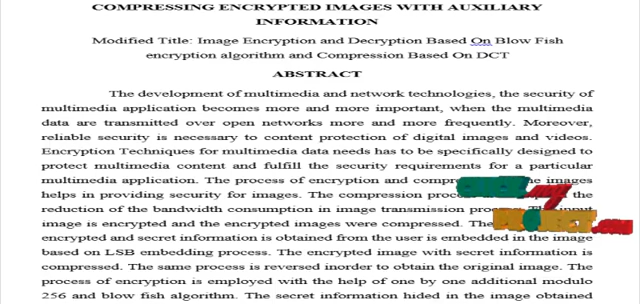 COMPRESSING ENCRYPTED IMAGES WITH AUXILIARY
INFORMATION
Modified Title: Image Encryption and Decryption Based On Blow Fish
encryption algorithm and Compression Based On DCT
ABSTRACT
The development of multimedia and network technologies, the security of
multimedia application becomes more and more important, when the multimedia
data are transmitted over open networks more and more frequently. Moreover,
reliable security is necessary to content protection of digital images and videos.
Encryption Techniques for multimedia data needs has to be specifically designed to
protect multimedia content and fulfill the security requirements for a particular
multimedia application. The process of encryption and images
helps in providing security for images. The compression the
reduction of the bandwidth consumption in image transmission
image is encrypted and the encrypted images were compressed.
encrypted and secret information is obtained from the user is embedded in the image
based on LSB embedding process. The encrypted image with secret information is
compressed. The same process is reversed inorder to obtain the original image. The
process of encryption is employed with the help of one by one additional modulo
256 and blow fish algorithm. The secret information hided in the image obtained